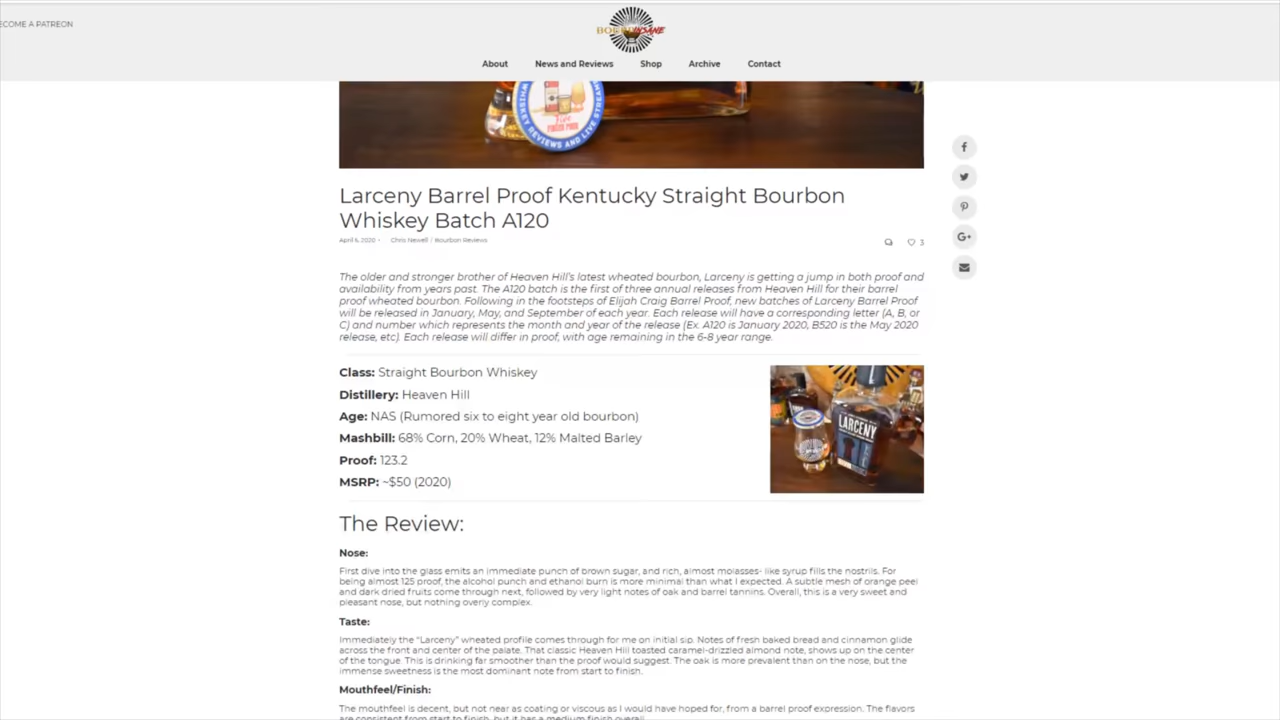 ECOME A PATREON
BOURBINSANE
About News and Reviews Shop Archive Contact
WHISKEY REVIEWS AND LIVE STREAM
Larceny Barrel Proof Kentucky Straight Bourbon
Whiskey Batch A120
April 6, 2020 - Chris Newell / Bourbon Reviews
3
The older and stronger brother of Heaven Hill's latest wheated bourbon, Larceny is getting a jump in both proof and
availability from years past. The A120 batch is the first of three annual releases from Heaven Hill for their barrel
proof wheated bourbon. Following in the footsteps of Elijah Craig Barrel Proof, new batches of Larceny Barrel Proof
will be released in January, May, and September of each year. Each release will have a corresponding letter (A, B, or
C) and number which represents the month and year of the release (Ex. A120 is January 2020, B520 is the May 2020
release, etc). Each release will differ in proof, with age remaining in the 6-8 year range.
Class: Straight Bourbon Whiskey
Distillery: Heaven Hill
Age: NAS (Rumored six to eight year old bourbon)
Mashbill: 68% Corn, 20% Wheat, 12% Malted Barley
Proof: 123.2
MSRP: ~$50 (2020)
LARCENY
The Review:
Nose:
First dive into the glass emits an immediate punch of brown sugar, and rich, almost molasses- like syrup fills the nostrils. For
being almost 125 proof, the alcohol punch and ethanol burn is more minimal than what I expected. A subtle mesh of orange peel
and dark dried fruits come through next, followed by very light notes of oak and barrel tannins. Overall, this is a very sweet and
pleasant nose, but nothing overly complex.
Taste:
Immediately the "Larceny" wheated profile comes through for me on initial sip. Notes of fresh baked bread and cinnamon glide
across the front and center of the palate. That classic Heaven Hill toasted caramel-drizzled almond note, shows up on the center
of the tongue. This is drinking far smoother than the proof would suggest. The oak is more prevalent than on the nose, but the
immense sweetness is the most dominant note from start to finish.
Mouthfeel/Finish:
The mouthfeel is decent, but not near as coating or viscous as I would have hoped for, from a barrel proof expression. The flavors
are consistent from start to finish, but it has a medium finish overall.